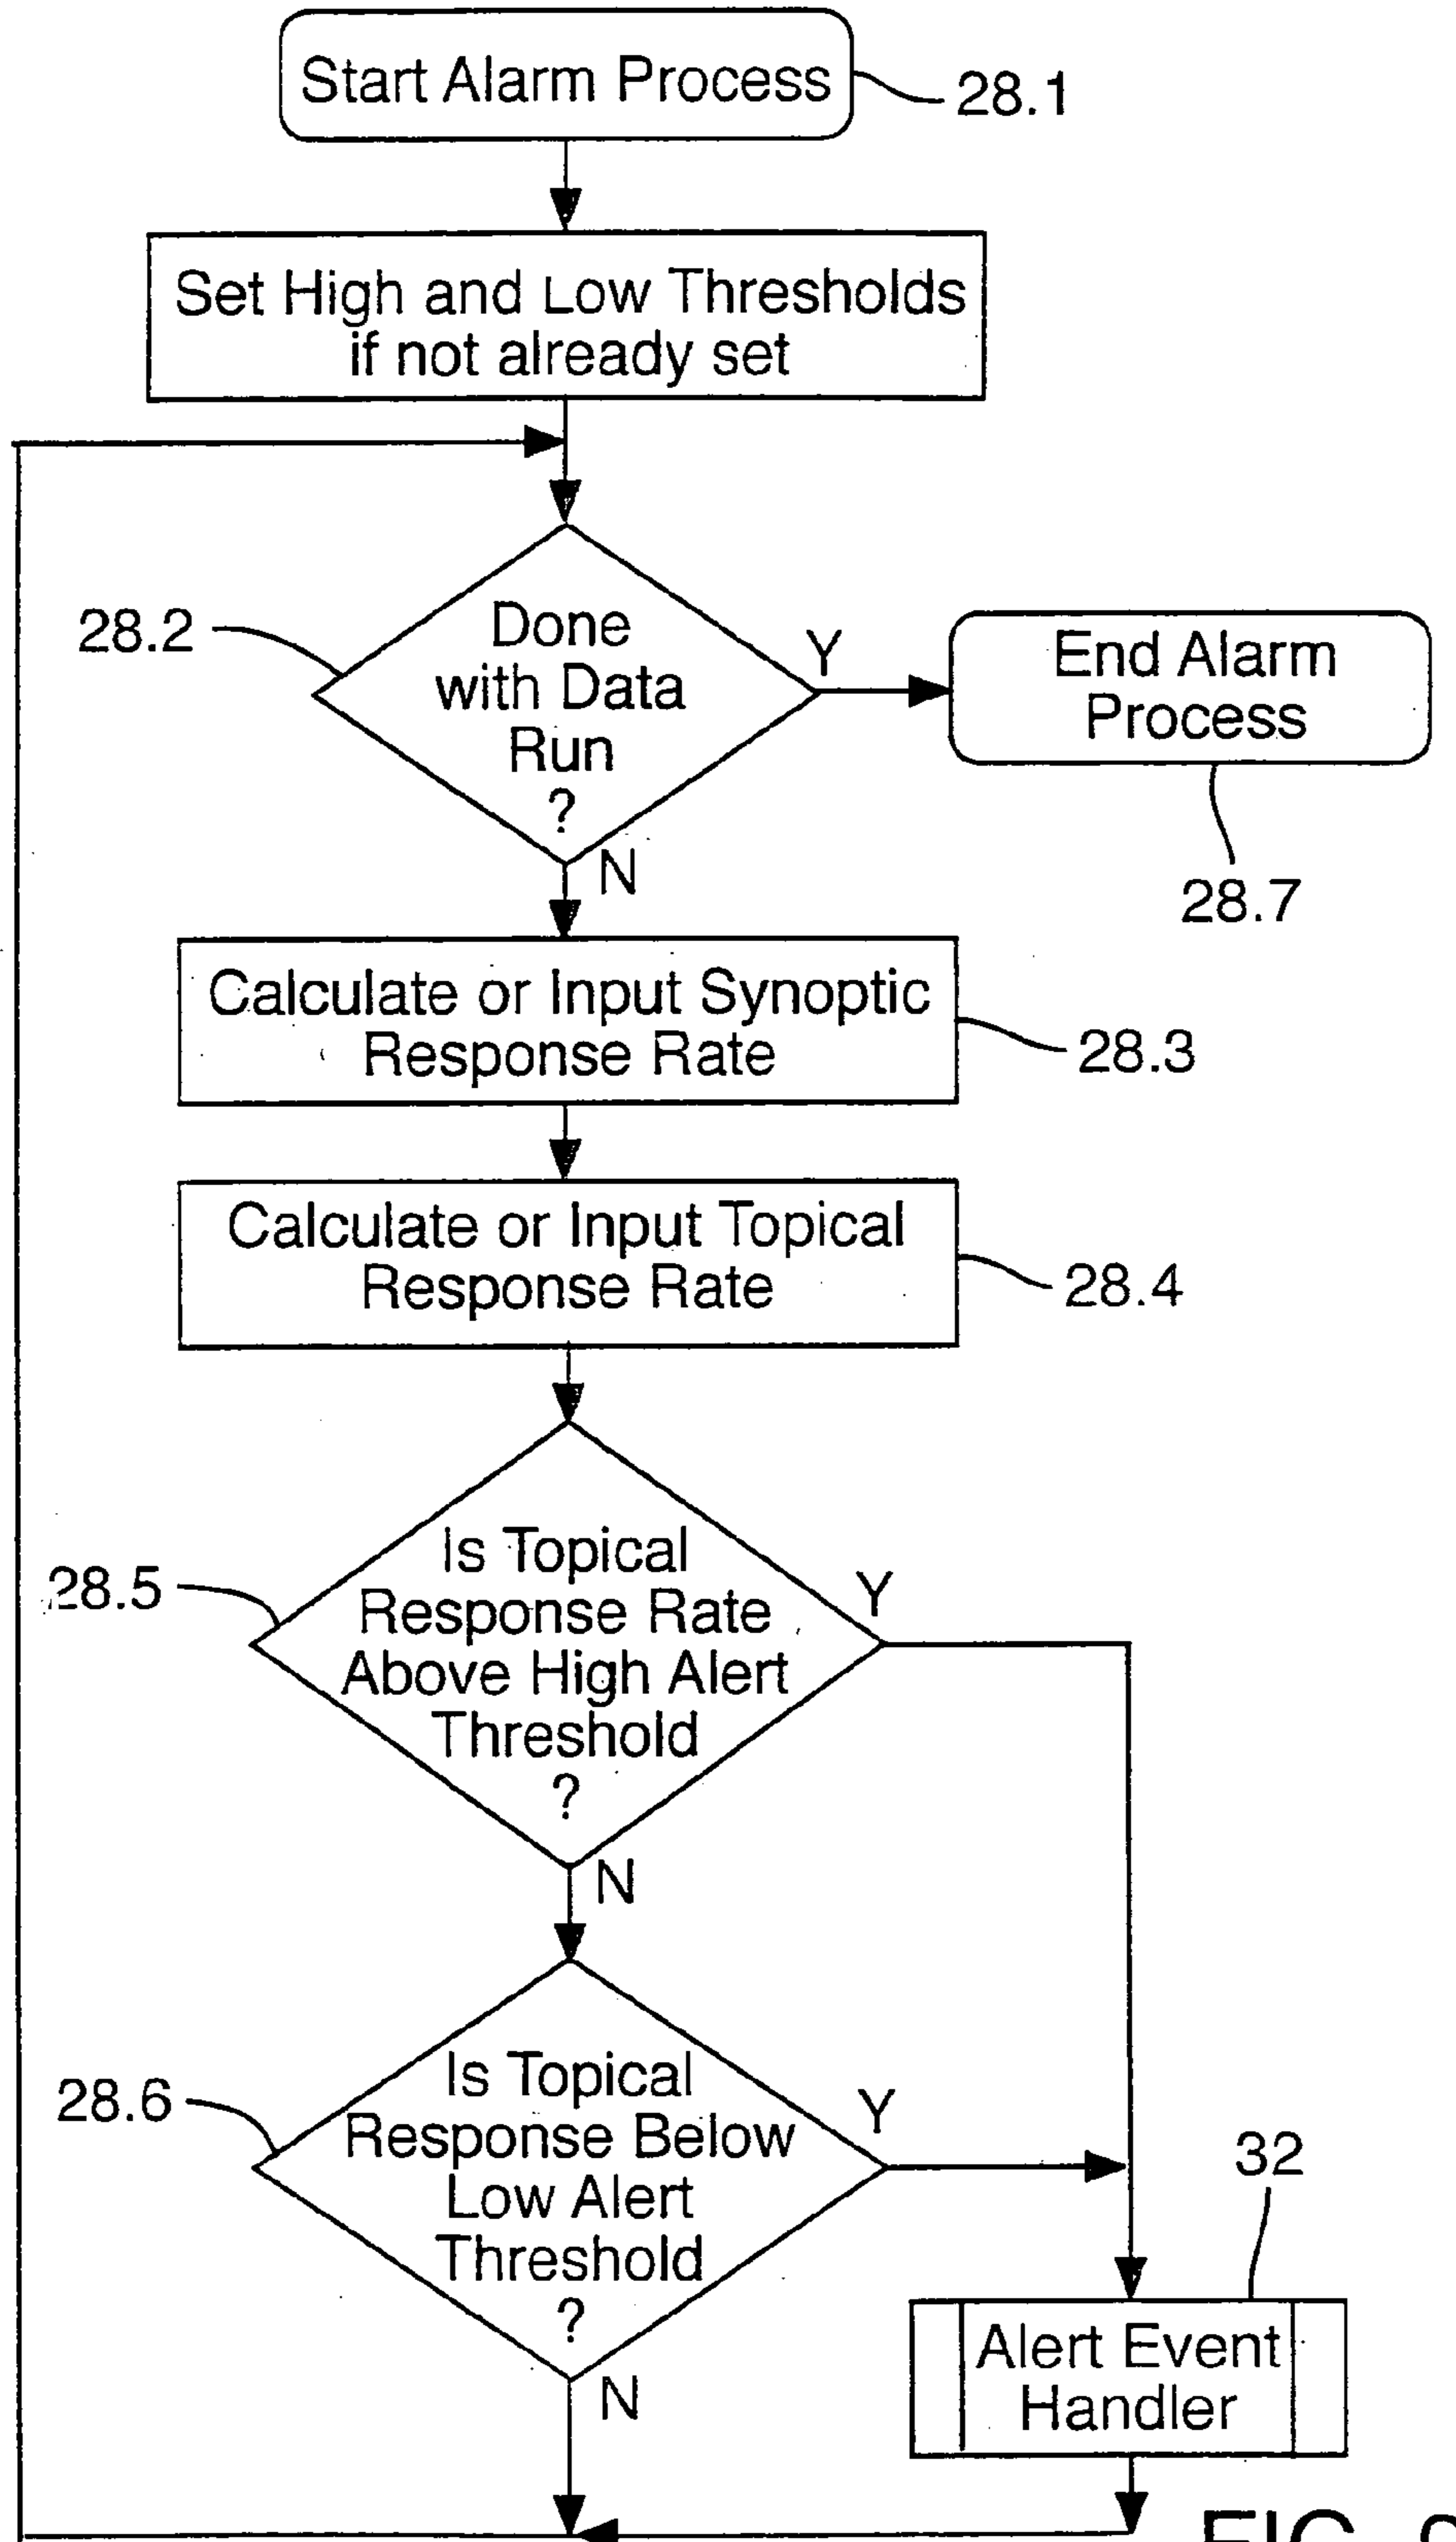 Start Alarm Process
28.1
Set High and Low Thresholds
if not already set
28.2
Done
with Data
Run
?
Y
End Alarm
Process
28.7
N
Calculate or Input Synoptic
Response Rate
28.3
Calculate or Input Topical
Response Rate
28.4
28.5
Is Topical
Response Rate
Above High Alert
Threshold
?
Y
N
28.6
Is Topical
Response Below
Low Alert
Threshold
?
Y
32
Alert Event
Handler
N